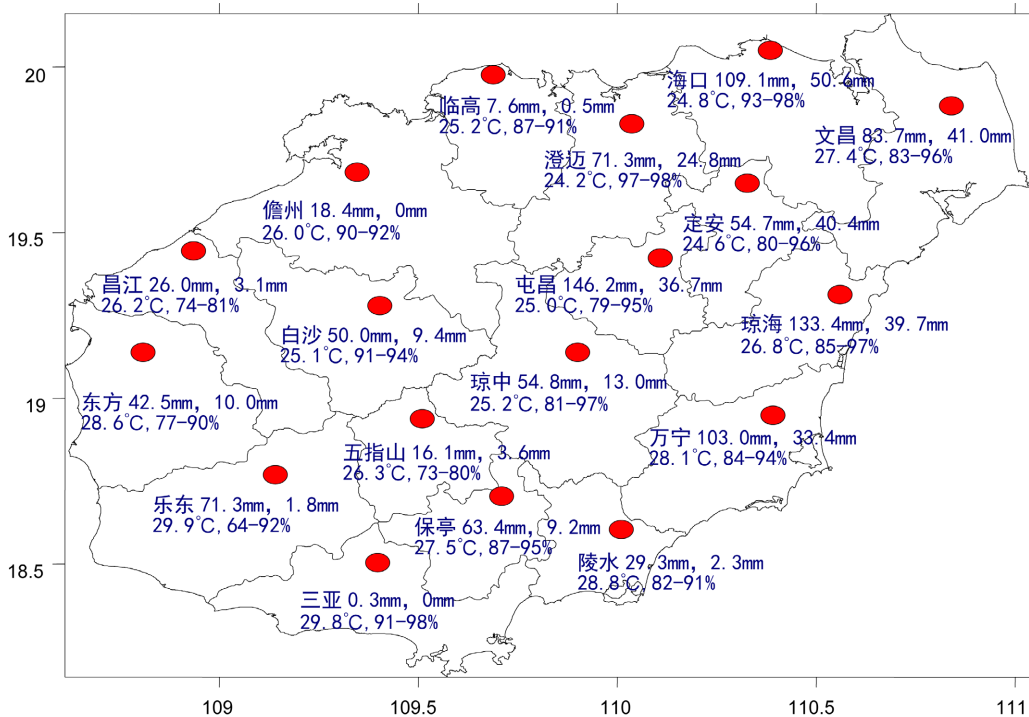 20
海口 109.1mm, 50.6mm
24.8℃, 93-98%
临高 7.6mm, 0.5mm
25.2℃, 87-91%
文昌 83.7mm, 41.0mm
27.4℃, 83-96%
澄迈 71.3mm, 24.8mm
24.2℃, 97-98%
儋州 18.4mm, 0mm
26.0℃, 90-92%
19.5
定安 54.7mm, 40.4mm
24.6℃, 80-96%
昌江 26.0mm, 3.1mm
26.2℃, 74-81%
屯昌 146.2mm, 36.7mm
25.0℃, 79-95%
琼海 133.4mm, 39.7mm
26.8℃, 85-97%
白沙 50.0mm, 9.4mm
25.1℃, 91-94%
琼中 54.8mm, 13.0mm
25.2℃, 81-97%
19
东方 42.5mm, 10.0mm
28.6℃, 77-90%
万宁 103.0mm, 33.4mm
28.1℃, 84-94%
五指山 16.1mm, 3.6mm
26.3℃, 73-80%
乐东 71.3mm, 1.8mm
29.9℃, 64-92%
保亭 63.4mm, 9.2mm
27.5℃, 87-95%
18.5
陵水 29.3mm, 2.3mm
28.8℃, 82-91%
三亚 0.3mm, 0mm
29.8℃, 91-98%
109
109.5
110
110.5
111